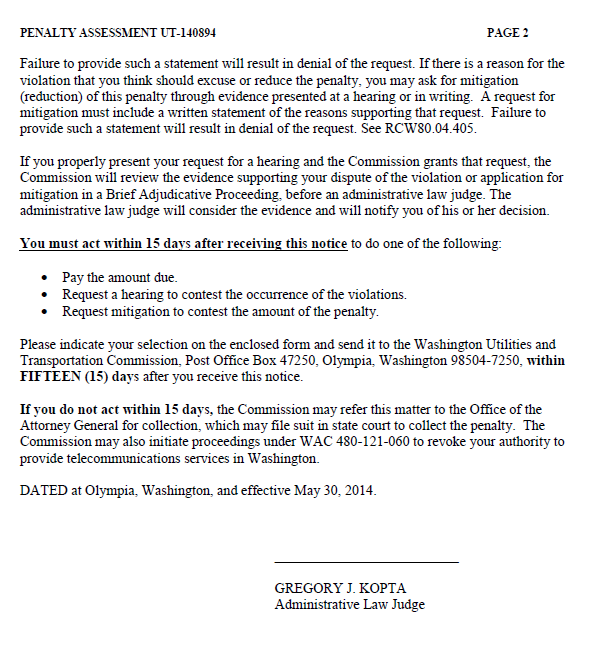 PENALTY ASSESSMENT UT-140894 PAGE 2
Failure to provide such a statement will result in denial of the request. If there is a reason for the
violation that you think should excuse or reduce the penalty, you may ask for mitigation
(reduction) of this penalty through evidence presented at a hearing or in writing.  A request for
mitigation must include a written statement of the reasons supporting that request.  Failure to
provide such a statement will result in denial of the request. See RCW80.04.405.
If you properly present your request for a hearing and the Commission grants that request, the
Commission will review the evidence supporting your dispute of the violation or application for
mitigation in a Brief Adjudicative Proceeding, before an administrative law judge. The
administrative law judge will consider the evidence and will notify you of his or her decision.
You must act within 15 days after receiving this notice to do one of the following:
• Pay the amount due.
• Request a hearing to contest the occurrence of the violations.
• Request mitigation to contest the amount of the penalty.
Please indicate your selection on the enclosed form and send it to the Washington Utilities and
Transportation Commission, Post Office Box 47250, Olympia, Washington 98504-7250, within
FIFTEEN (15) days after you receive this notice.
If you do not act within 15 days, the Commission may refer this matter to the Office of the
Attorney General for collection, which may file suit in state court to collect the penalty.  The
Commission may also initiate proceedings under WAC 480-121-060 to revoke your authority to
provide telecommunications services in Washington.
DATED at Olympia, Washington, and effective May 30, 2014.
GREGORY J. KOPTA
Administrative Law Judge